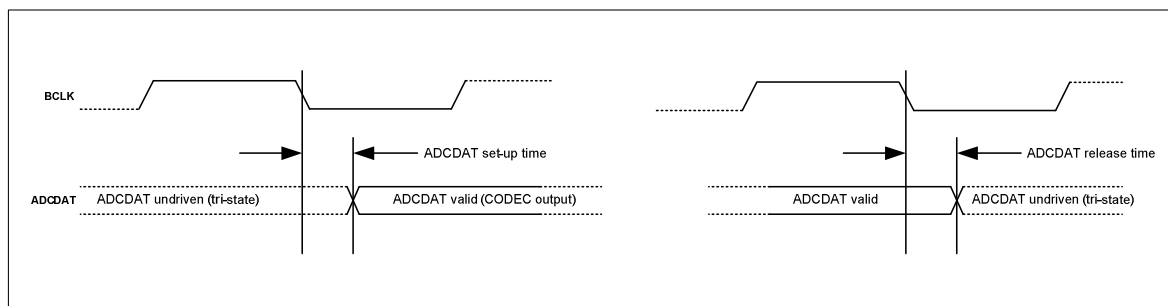 BCLK
ADCDAT set-up time
ADCDAT release time
ADCDAT
ADCDAT undriven (tri-state)
ADCDAT valid (CODEC output)
ADCDAT valid
ADCDAT undriven (tri-state)